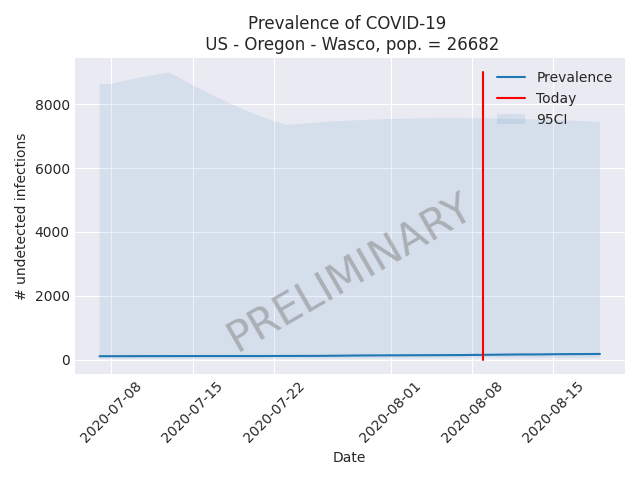 Prevalence of COVID-19
US - Oregon - Wasco, pop. = 26682
Prevalence
Today
95CI
8000
6000
4000
2000
0
# undetected infections
PRELIMINARY
2020-07-08
2020-07-15
2020-07-22
2020-08-01
2020-08-08
2020-08-15
Date